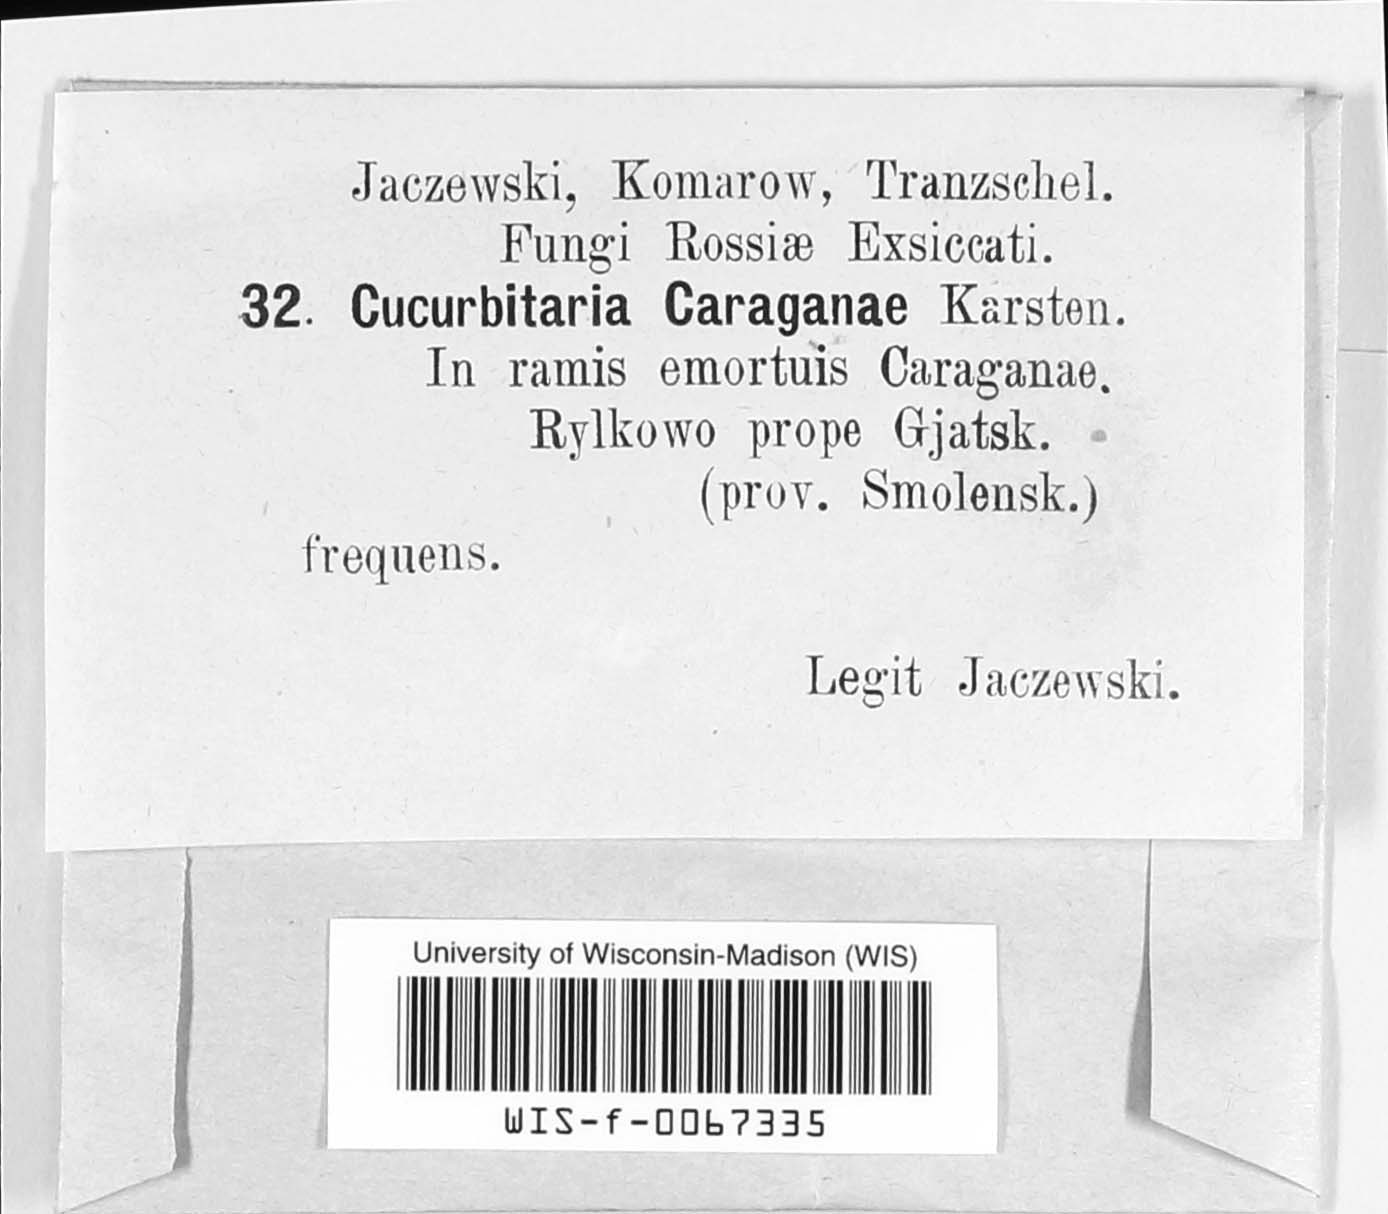 Jaczewski, Komarow, Tranzschel.
Fungi Rossiæ Exsiccati.
32. Cucurbitaria Caraganae Karsten.
In ramis emortuis Caraganae.
Rylkowo prope Gjatsk.
(prov. Smolensk.)
frequens.
Legit Jaczewski.
University of Wisconsin-Madison (WIS)
WIS-f-0067335